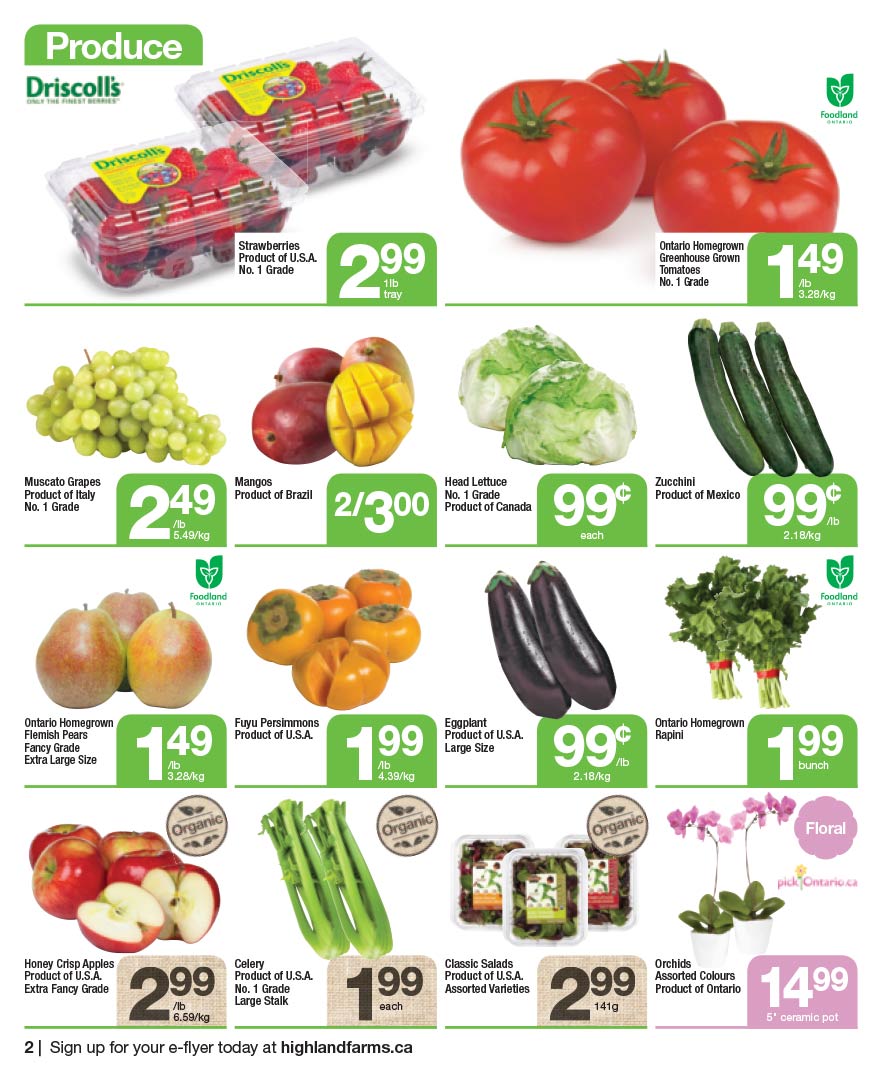 Produce
Driscoll's
ONLY THE FINEST BERRIES™
Driscoll's
Driscoll's
Strawberries
Product of U.S.A.
No. 1 Grade
2.99
1lb
tray
Foodland
ONTARIO
Ontario Homegrown
Greenhouse Grown
Tomatoes
No. 1 Grade
1.49
/lb
3.28/kg
Muscato Grapes
Product of Italy
No. 1 Grade
2.49
/lb
5.49/kg
Mangos
Product of Brazil
2/3.00
Head Lettuce
No. 1 Grade
Product of Canada
99¢
each
Zucchini
Product of Mexico
99¢
/lb
2.18/kg
Foodland
ONTARIO
Ontario Homegrown
Flemish Pears
Fancy Grade
Extra Large Size
1.49
/lb
3.28/kg
Fuyu Persimmons
Product of U.S.A.
1.99
/lb
4.39/kg
Eggplant
Product of U.S.A.
Large Size
99¢
/lb
2.18/kg
Foodland
ONTARIO
Ontario Homegrown
Rapini
1.99
bunch
Organic
Honey Crisp Apples
Product of U.S.A.
Extra Fancy Grade
2.99
/lb
6.59/kg
Organic
Celery
Product of U.S.A.
No. 1 Grade
Large Stalk
1.99
each
Organic
Classic Salads
Product of U.S.A.
Assorted Varieties
2.99
141g
Floral
pickOntario.ca
Orchids
Assorted Colours
Product of Ontario
14.99
5" ceramic pot
2 | Sign up for your e-flyer today at highlandfarms.ca